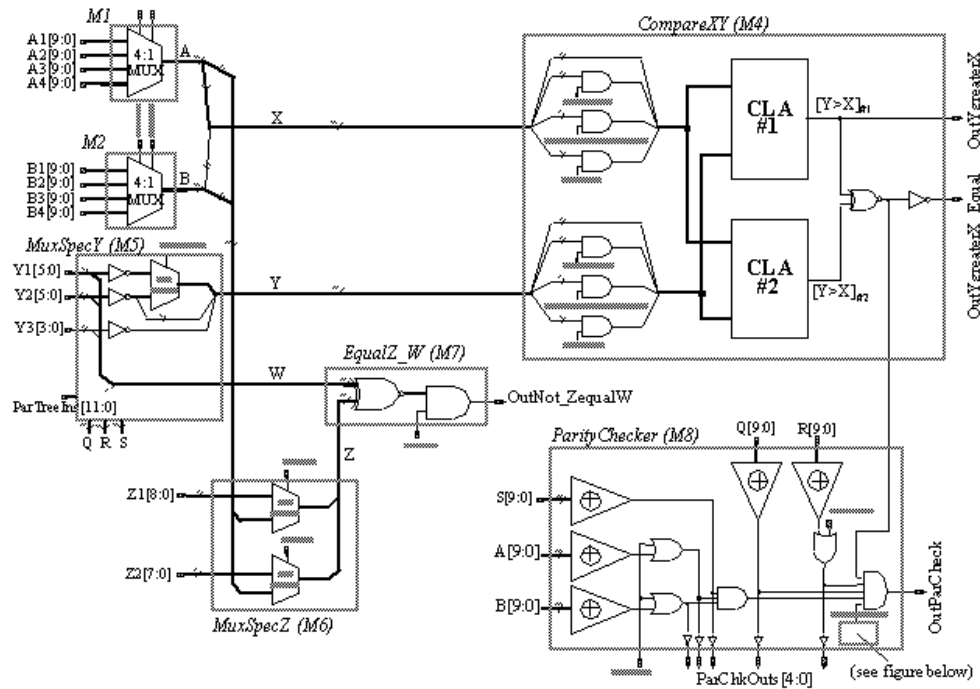 M1
A1[9:0]
A2[9:0]
A3[9:0]
A4[9:0]
4:1
MUX
A
M2
B1[9:0]
B2[9:0]
B3[9:0]
B4[9:0]
4:1
MUX
B
X
CompareXY (M4)
CLA
#1
[Y>X]#1
OutYgreaterX
OutYgreaterX_Equal
CLA
#2
[Y>X]#2
MuxSpecY (M5)
Y1[5:0]
Y2[5:0]
Y3[3:0]
Y
ParTreeIns[11:0]
Q R S
W
EqualZ_W (M7)
OutNot_ZequalW
Z
Z1[8:0]
Z2[7:0]
MuxSpecZ (M6)
ParityChecker (M8)
Q[9:0]
R[9:0]
S[9:0]
A[9:0]
B[9:0]
OutParCheck
ParChkOuts [4:0]
(see figure below)